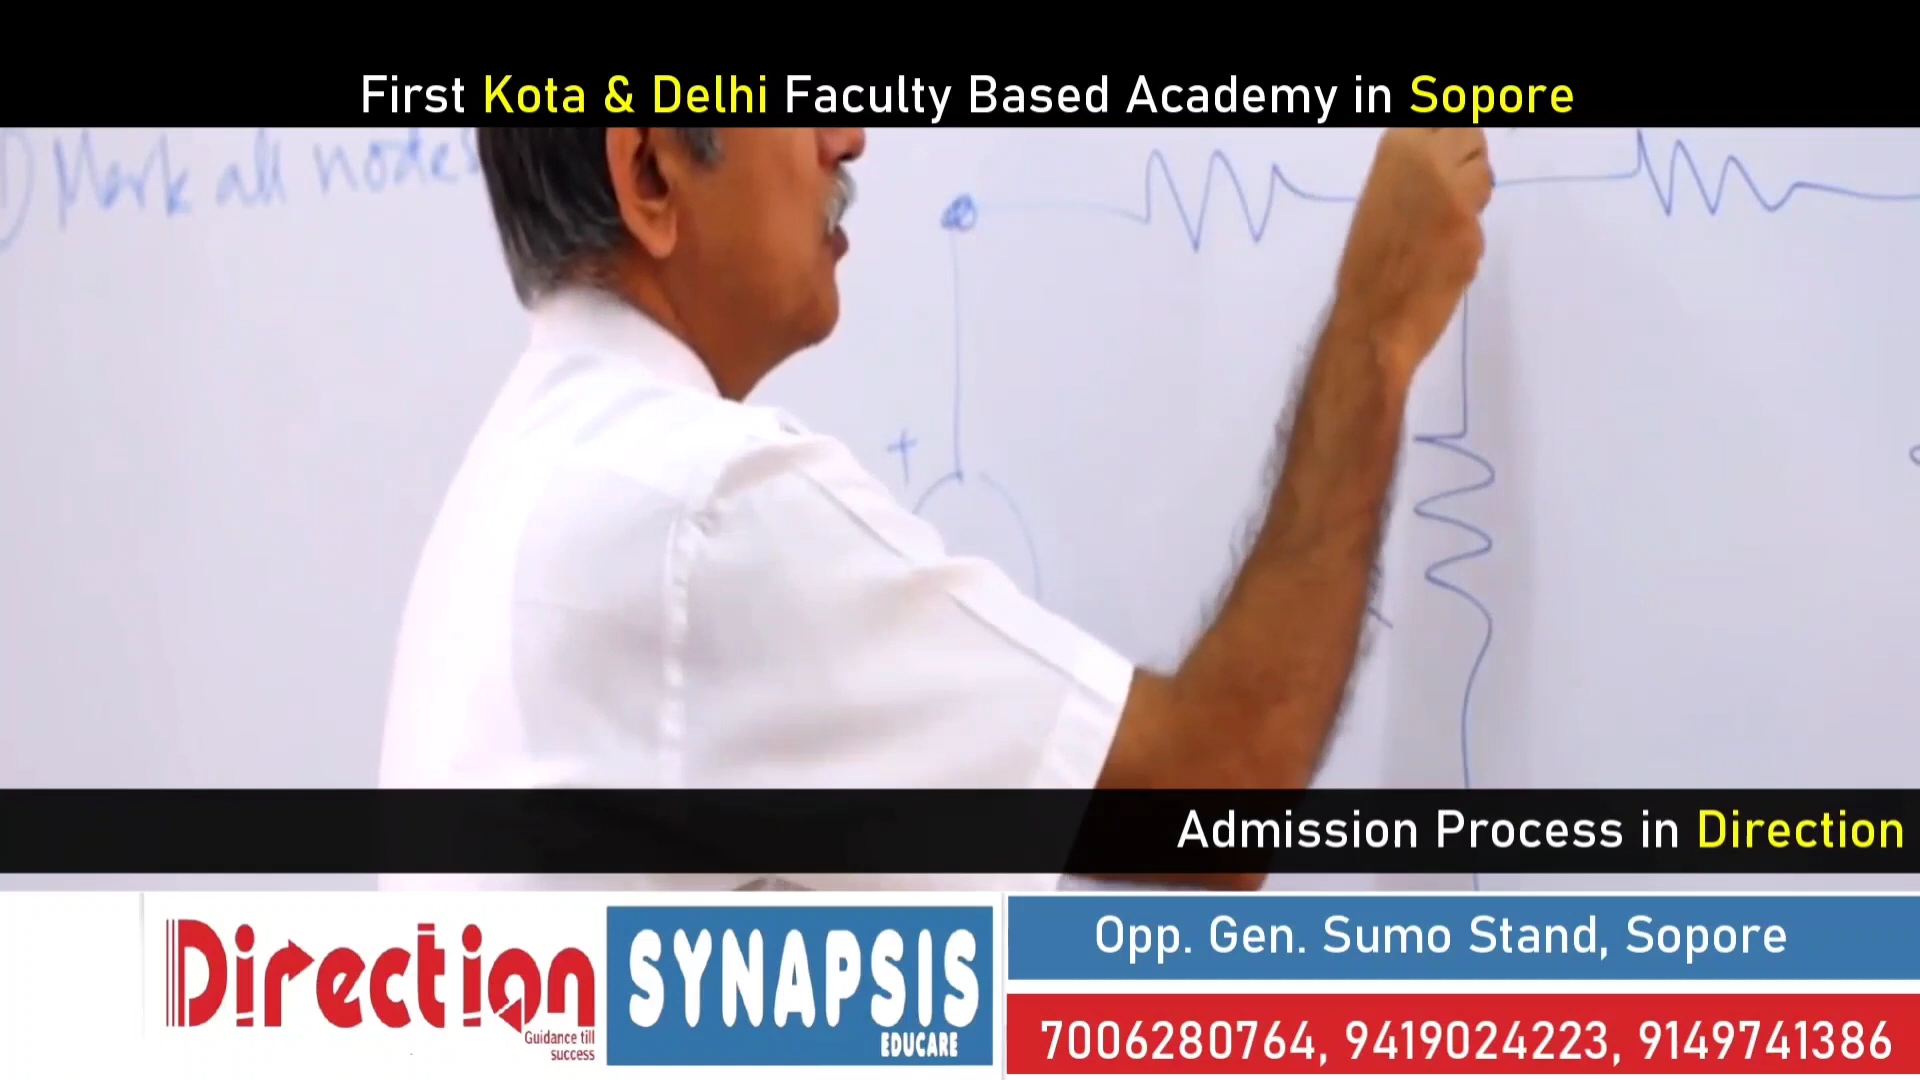 First Kota & Delhi Faculty Based Academy in Sopore
1) Mark all nodes
+
Admission Process in Direction
Direction
Guidance till
success
SYNAPSIS
EDUCARE
Opp. Gen. Sumo Stand, Sopore
7006280764, 9419024223, 9149741386